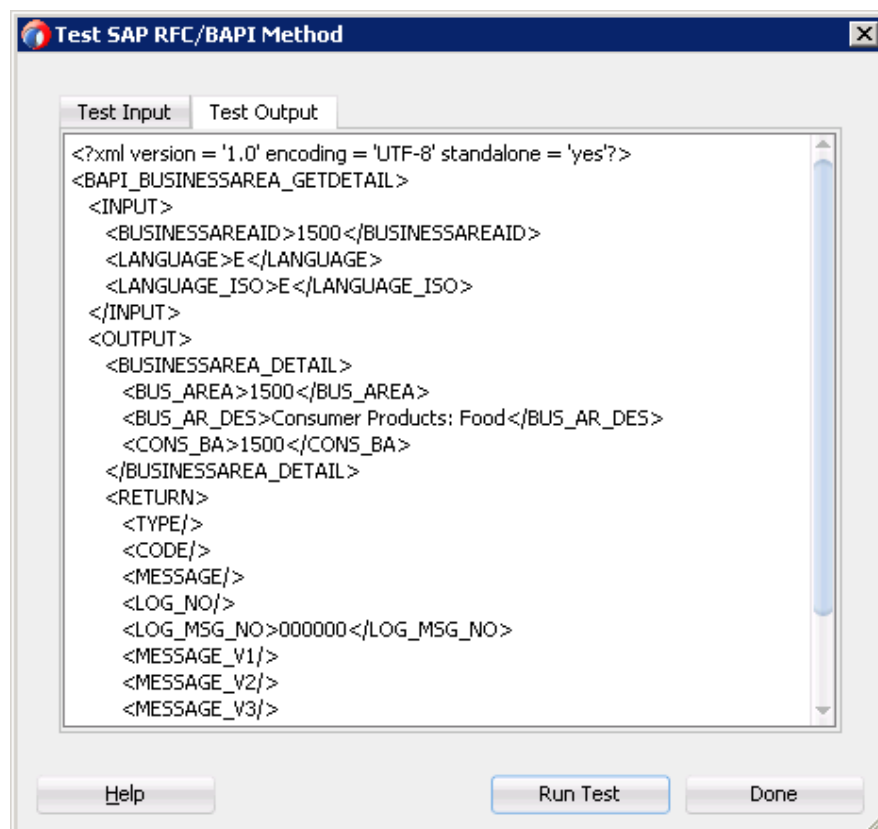 Test SAP RFC/BAPI Method
Test Input Test Output
<?xml version = '1.0' encoding = 'UTF-8' standalone = 'yes'?>
<BAPI_BUSINESSAREA_GETDETAIL>
<INPUT>
<BUSINESSAREAID>1500</BUSINESSAREAID>
<LANGUAGE>E</LANGUAGE>
<LANGUAGE_ISO>E</LANGUAGE_ISO>
</INPUT>
<OUTPUT>
<BUSINESSAREA_DETAIL>
<BUS_AREA>1500</BUS_AREA>
<BUS_AR_DES>Consumer Products: Food</BUS_AR_DES>
<CONS_BA>1500</CONS_BA>
</BUSINESSAREA_DETAIL>
<RETURN>
<TYPE/>
<CODE/>
<MESSAGE/>
<LOG_NO/>
<LOG_MSG_NO>000000</LOG_MSG_NO>
<MESSAGE_V1/>
<MESSAGE_V2/>
<MESSAGE_V3/>
Help Run Test Done